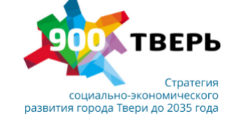 900 ТВЕРЬ
Стратегия
социально-экономического
развития города Твери до 2035 года